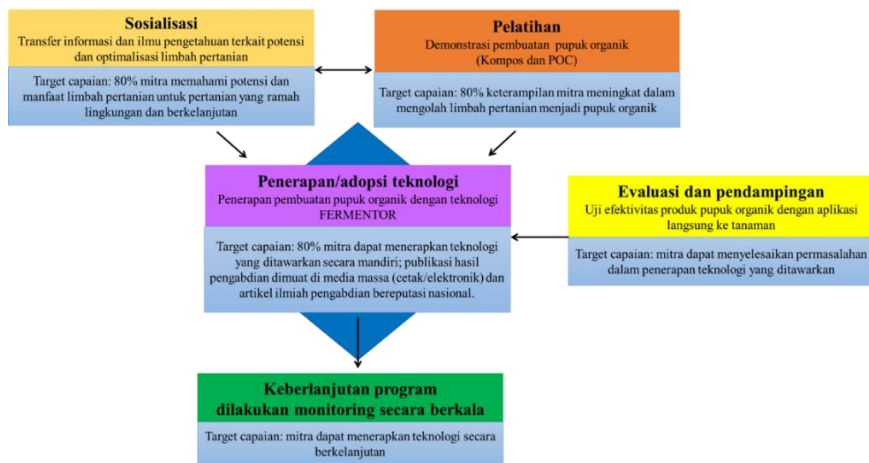 Sosialisasi
Transfer informasi dan ilmu pengetahuan terkait potensi
dan optimalisasi limbah pertanian
Target capaian: 80% mitra memahami potensi dan
manfaat limbah pertanian untuk pertanian yang ramah
lingkungan dan berkelanjutan
Pelatihan
Demonstrasi pembuatan pupuk organik
(Kompos dan POC)
Target capaian: 80% keterampilan mitra meningkat dalam
mengolah limbah pertanian menjadi pupuk organik
Penerapan/adopsi teknologi
Penerapan pembuatan pupuk organik dengan teknologi
FERMENTOR
Target capaian: 80% mitra dapat menerapkan teknologi
yang ditawarkan secara mandiri; publikasi hasil
pengabdian dimuat di media massa (cetak/elektronik) dan
artikel ilmiah pengabdian bereputasi nasional.
Evaluasi dan pendampingan
Uji efektivitas produk pupuk organik dengan aplikasi
langsung ke tanaman
Target capaian: mitra dapat menyelesaikan permasalahan
dalam penerapan teknologi yang ditawarkan
Keberlanjutan program
dilakukan monitoring secara berkala
Target capaian: mitra dapat menerapkan teknologi secara
berkelanjutan